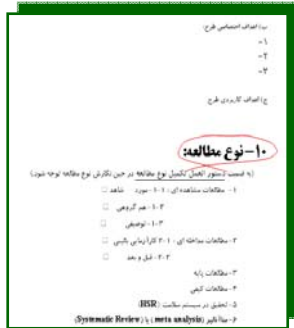 ب) اهداف اختصاصی طرح:
۱-
۲-
۳-
ج) اهداف کاربردی طرح:
۱۰- نوع مطالعه:
(به قسمت دستور العمل تکمیل نوع مطالعه در حین نگارش نوع مطالعه توجه شود.)
۱- مطالعات مشاهده ای : ۱-۱- مورد شاهد
۱-۲- هم گروهی
۱-۳- توصیفی
۲- مطالعات مداخله ای : ۲-۱ کارآزمایی بالینی
۲-۲- قبل و بعد
۳- مطالعات پایه
۴- مطالعات کیفی
۵- تحقیق در سیستم سلامت (HSR)
۶- متاآنالیز (meta analysis) یا (Systematic Review)